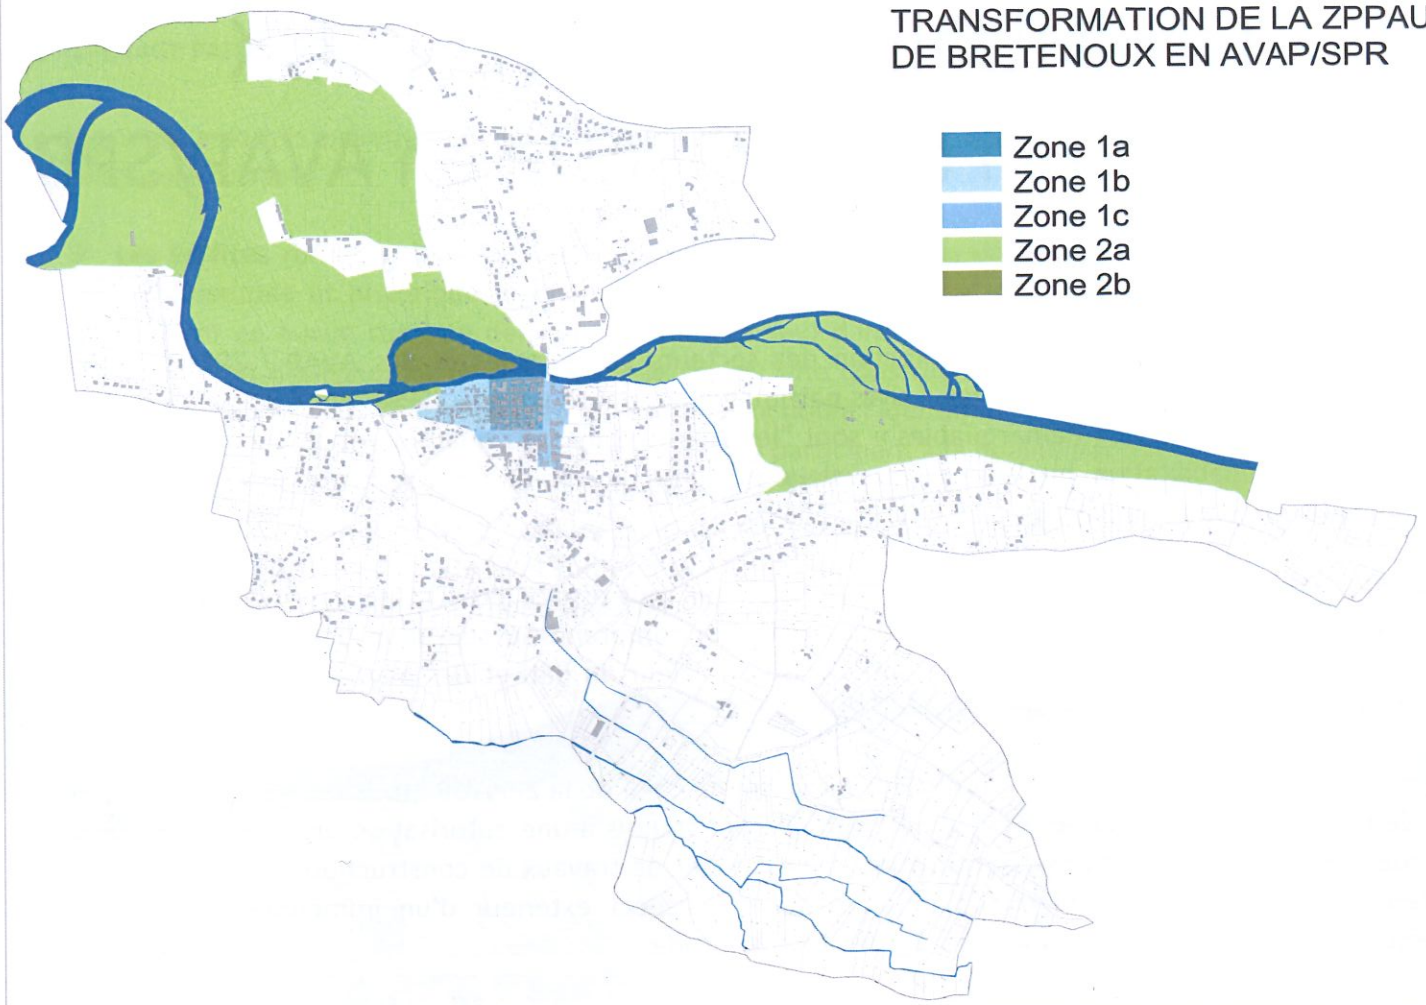 TRANSFORMATION DE LA ZPPAU
DE BRETENOUX EN AVAP/SPR
Zone 1a
Zone 1b
Zone 1c
Zone 2a
Zone 2b